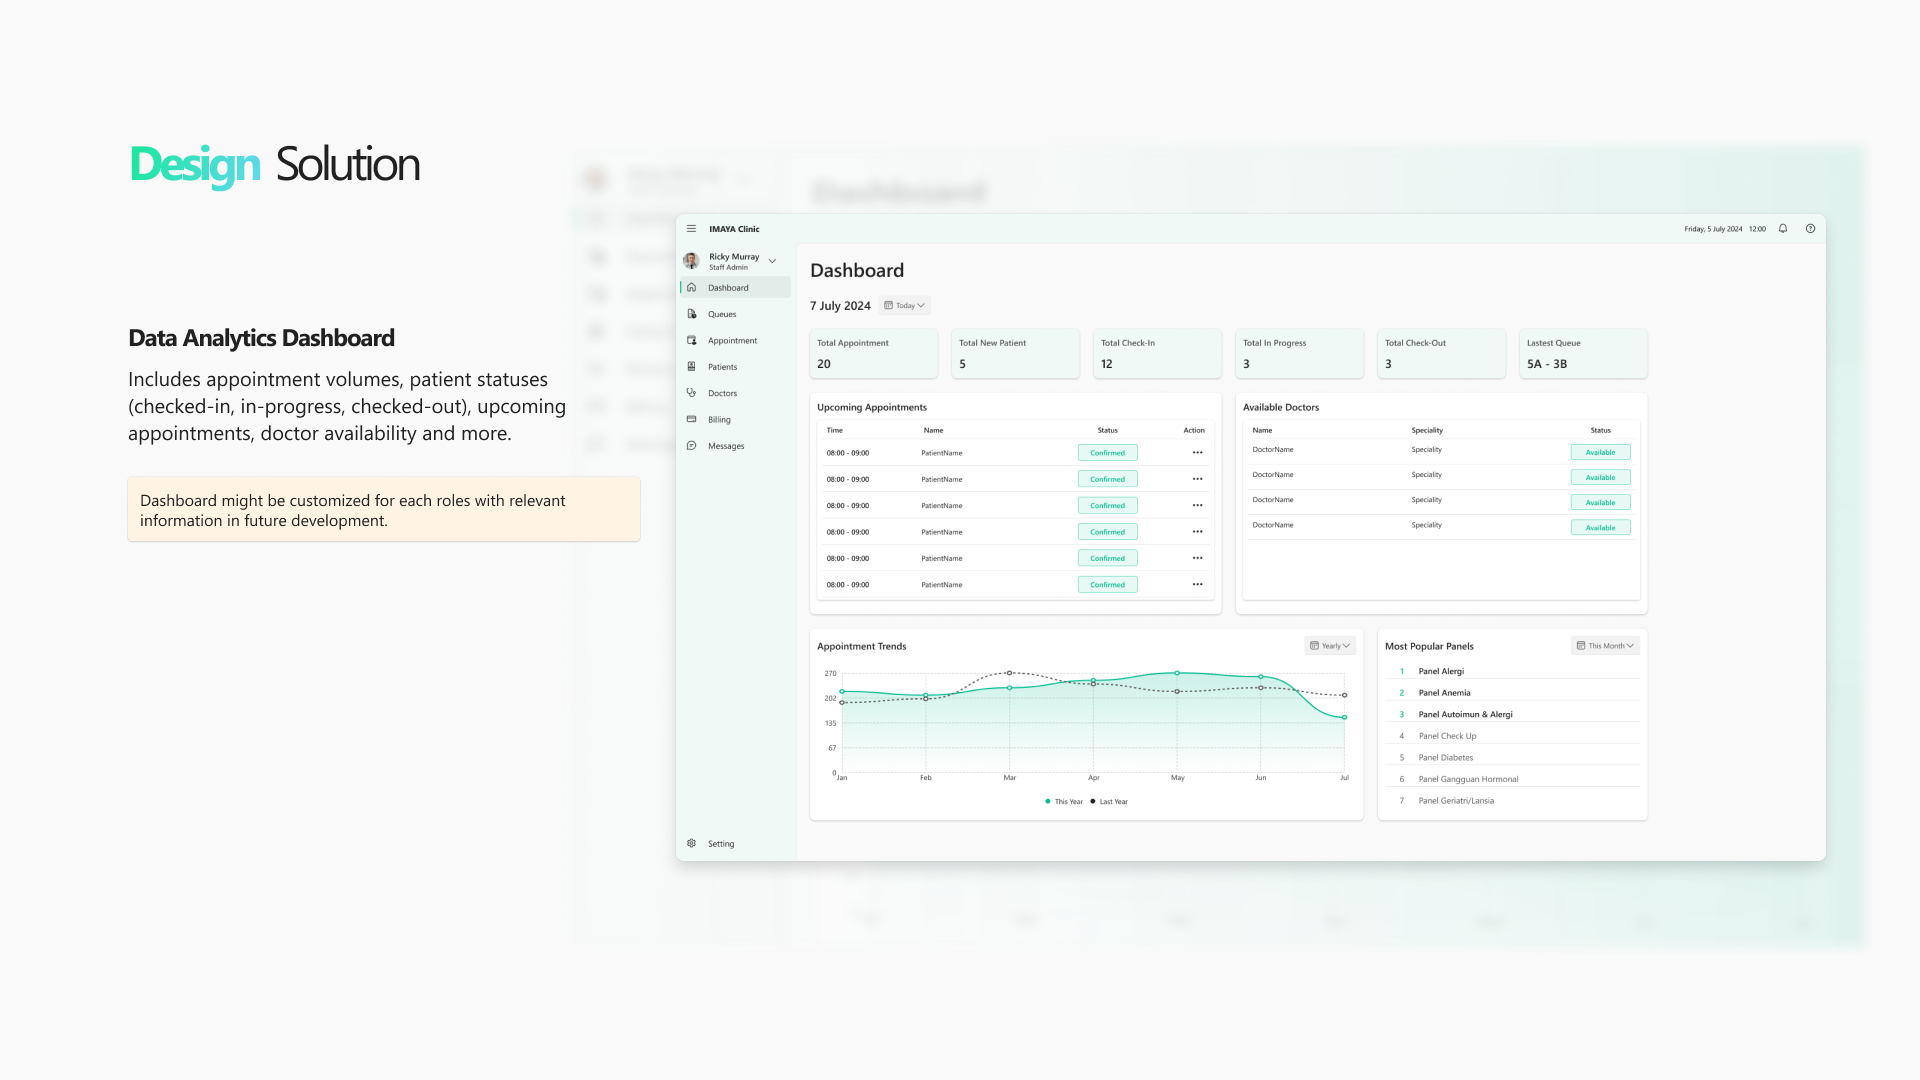 Design Solution
Data Analytics Dashboard
Includes appointment volumes, patient statuses
(checked-in, in-progress, checked-out), upcoming
appointments, doctor availability and more.
Dashboard might be customized for each roles with relevant
information in future development.
IMAYA Clinic
Friday, 5 July 2024 12:00
Ricky Murray
Staff Admin
Dashboard
Queues
Appointment
Patients
Doctors
Billing
Messages
Setting
Dashboard
7 July 2024 Today
Total Appointment
20
Total New Patient
5
Total Check-In
12
Total In Progress
3
Total Check-Out
3
Lastest Queue
5A - 3B
Upcoming Appointments
Time Name Status Action
08:00 - 09:00 PatientName Confirmed
08:00 - 09:00 PatientName Confirmed
08:00 - 09:00 PatientName Confirmed
08:00 - 09:00 PatientName Confirmed
08:00 - 09:00 PatientName Confirmed
08:00 - 09:00 PatientName Confirmed
Available Doctors
Name Speciality Status
DoctorName Speciality Available
DoctorName Speciality Available
DoctorName Speciality Available
DoctorName Speciality Available
Appointment Trends Yearly
270
202
135
67
0
Jan Feb Mar Apr May Jun Jul
This Year Last Year
Most Popular Panels This Month
1 Panel Alergi
2 Panel Anemia
3 Panel Autoimun & Alergi
4 Panel Check Up
5 Panel Diabetes
6 Panel Gangguan Hormonal
7 Panel Geriatri/Lansia